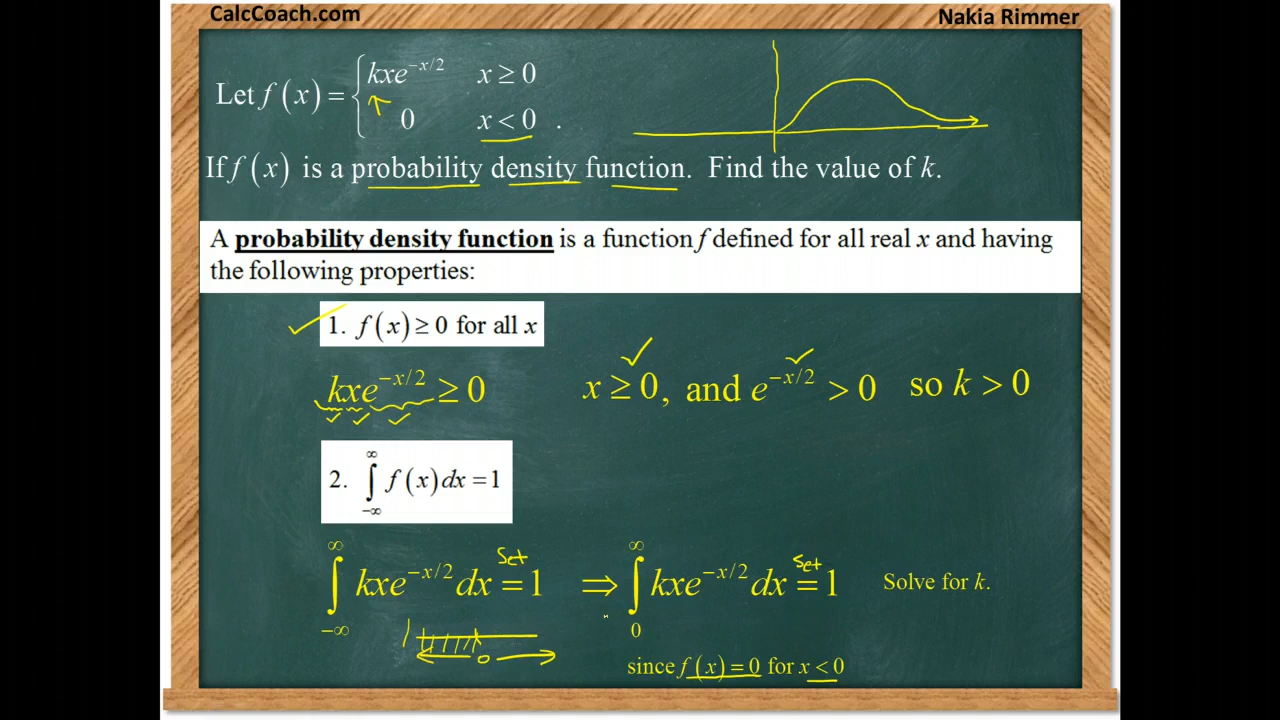 CalcCoach.com
Nakia Rimmer
Let f(x) = { kxe^{-x/2} x ≥ 0
0 x < 0 .
If f(x) is a probability density function. Find the value of k.
A probability density function is a function f defined for all real x and having
the following properties:
1. f(x) ≥ 0 for all x
kxe^{-x/2} ≥ 0 x ≥ 0, and e^{-x/2} > 0 so k > 0
2. ∫_{-∞}^{∞} f(x)dx = 1
∫_{-∞}^{∞} kxe^{-x/2} dx set = 1 ⇒ ∫_{0}^{∞} kxe^{-x/2} dx set = 1 Solve for k.
0
since f(x) = 0 for x < 0